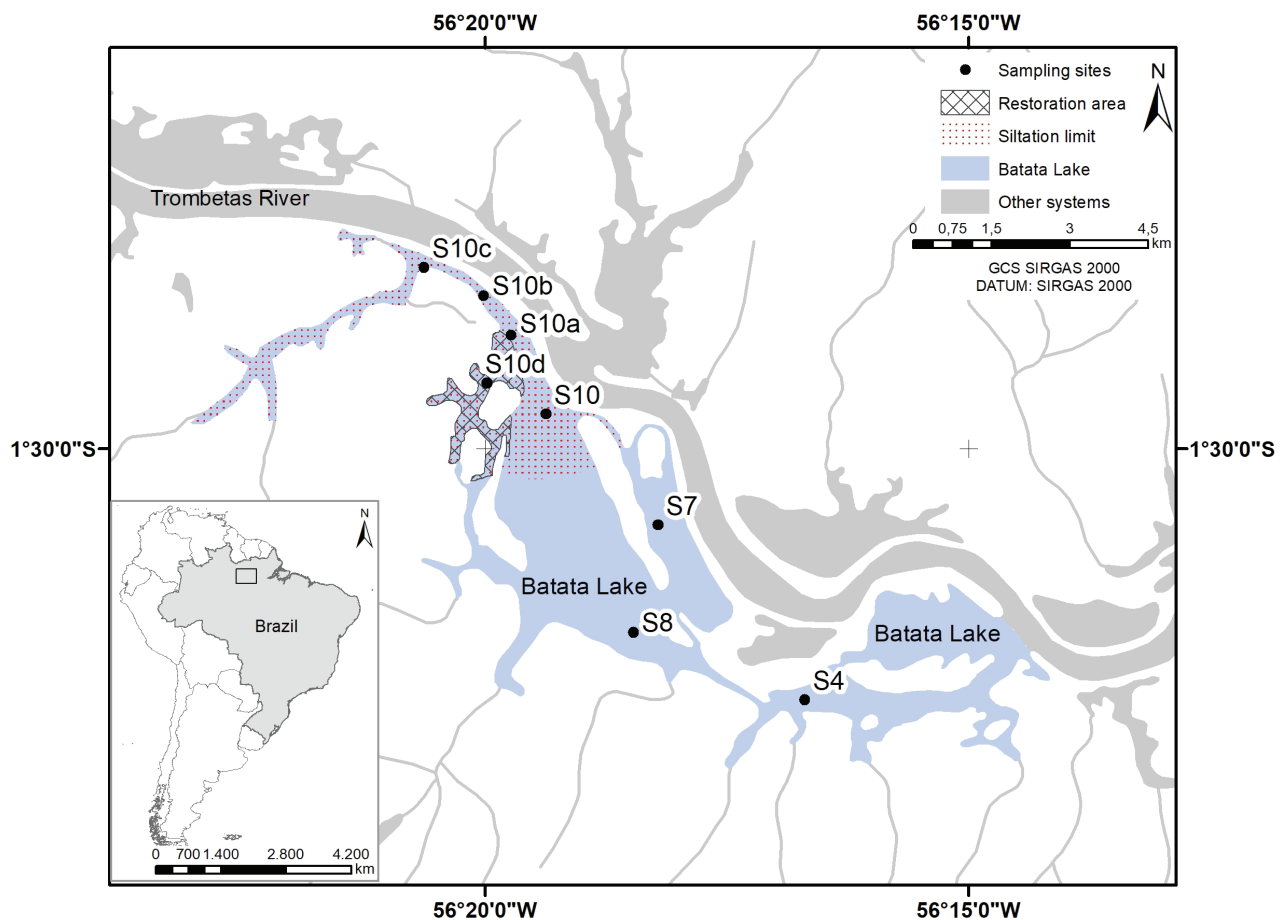 56°20'0"W
56°15'0"W
Sampling sites
N
Restoration area
Siltation limit
Batata Lake
Other systems
0 0,75 1,5 3 4,5
km
GCS SIRGAS 2000
DATUM: SIRGAS 2000
Trombetas River
S10c
S10b
S10a
S10d
S10
1°30'0"S
1°30'0"S
S7
Batata Lake
S8
Batata Lake
S4
N
Brazil
0 700 1.400 2.800 4.200
km
56°20'0"W
56°15'0"W